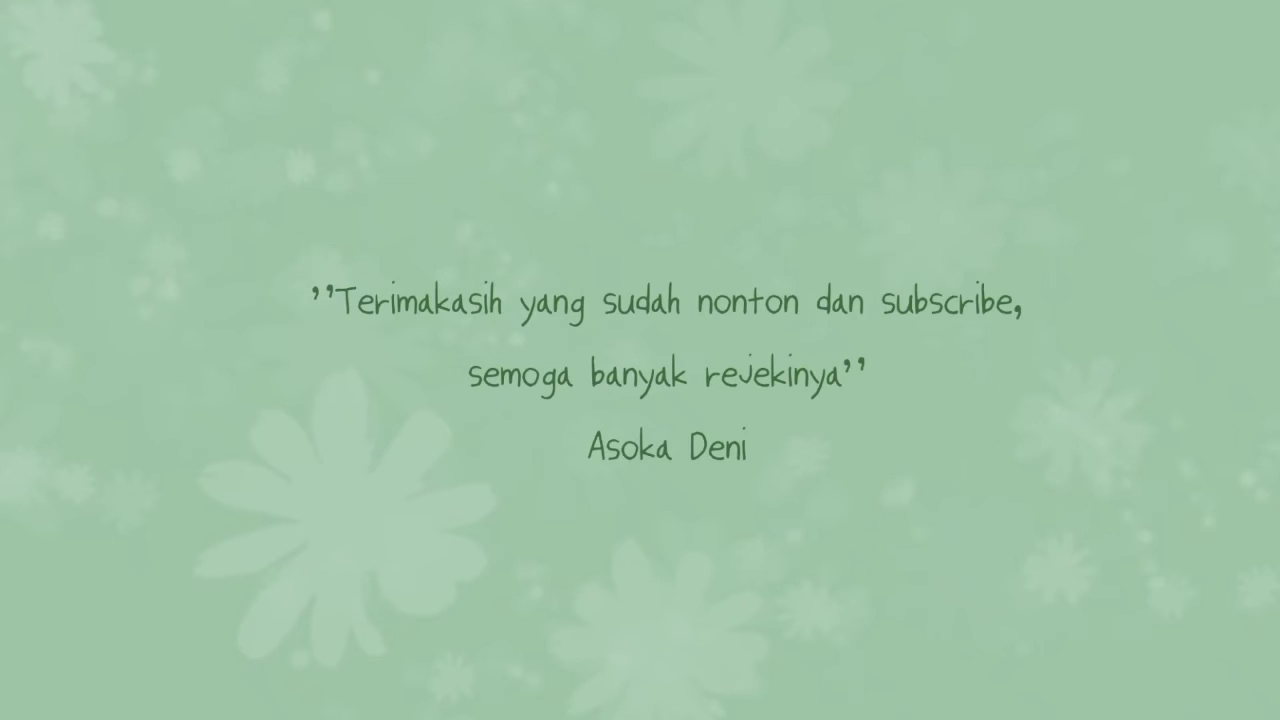 ’’Terimakasih yang sudah nonton dan subscribe,
semoga banyak rejekinya’’
Asoka Deni